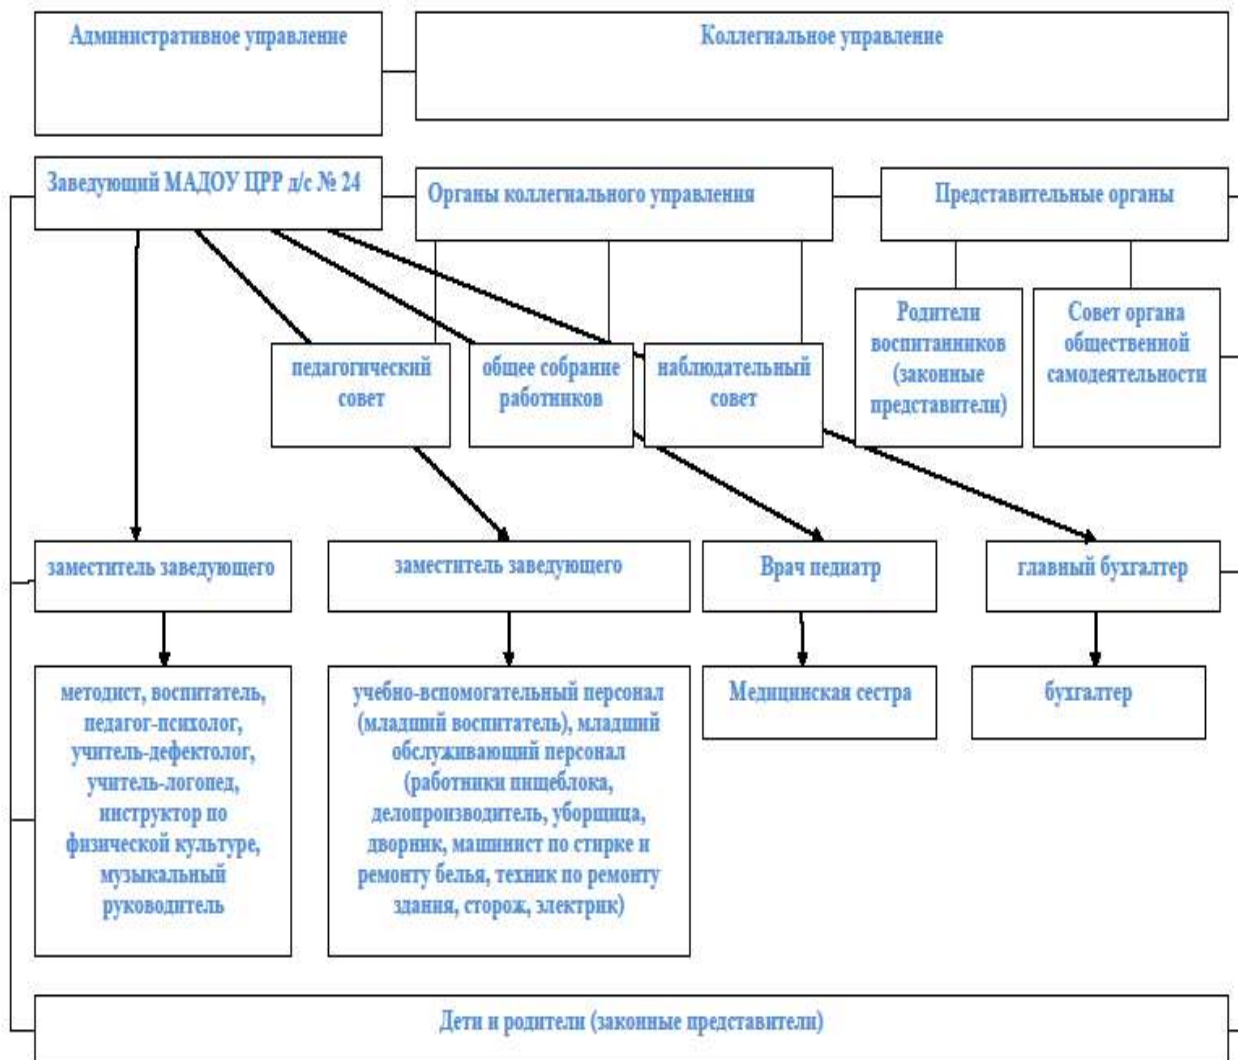 Административное управление
Коллегиальное управление
Заведующий МАДОУ ЦРР д/с № 24
Органы коллегиального управления
Представительные органы
педагогический
совет
общее собрание
работников
наблюдательный
совет
Родители
воспитанников
(законные
представители)
Совет органа
общественной
самодеятельности
заместитель заведующего
заместитель заведующего
Врач педиатр
главный бухгалтер
методист, воспитатель,
педагог-психолог,
учитель-дефектолог,
учитель-логопед,
инструктор по
физической культуре,
музыкальный
руководитель
учебно-вспомогательный персонал
(младший воспитатель), младший
обслуживающий персонал
(работники пищеблока,
делопроизводитель, уборщица,
дворник, машинист по стирке и
ремонту белья, техник по ремонту
здания, сторож, электрик)
Медицинская сестра
бухгалтер
Дети и родители (законные представители)